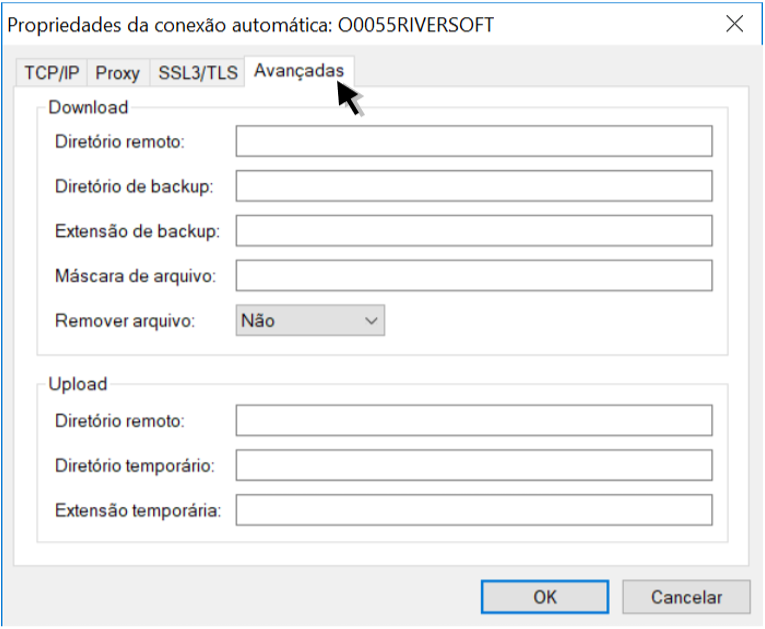 Propriedades da conexão automática: O0055RIVERSOFT
TCP/IP Proxy SSL3/TLS Avançadas
Download
Diretório remoto:
Diretório de backup:
Extensão de backup:
Máscara de arquivo:
Remover arquivo: Não
Upload
Diretório remoto:
Diretório temporário:
Extensão temporária:
OK Cancelar